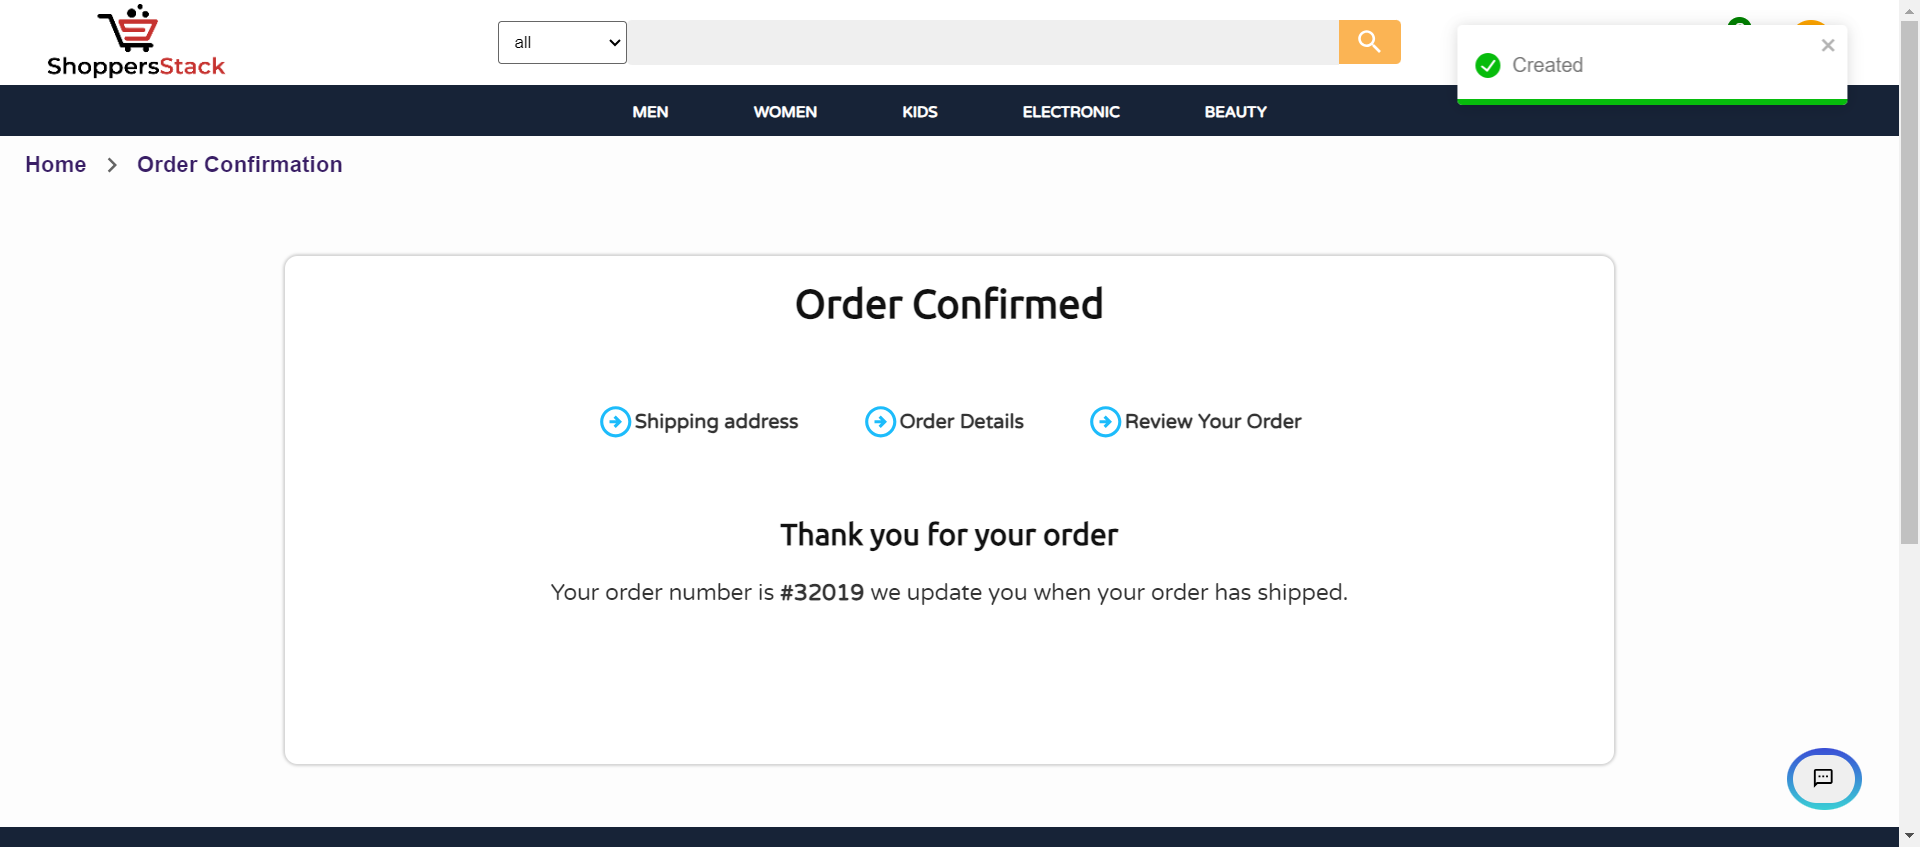 ShoppersStack
all
Created
MEN WOMEN KIDS ELECTRONIC BEAUTY
Home > Order Confirmation
Order Confirmed
Shipping address Order Details Review Your Order
Thank you for your order
Your order number is #32019 we update you when your order has shipped.